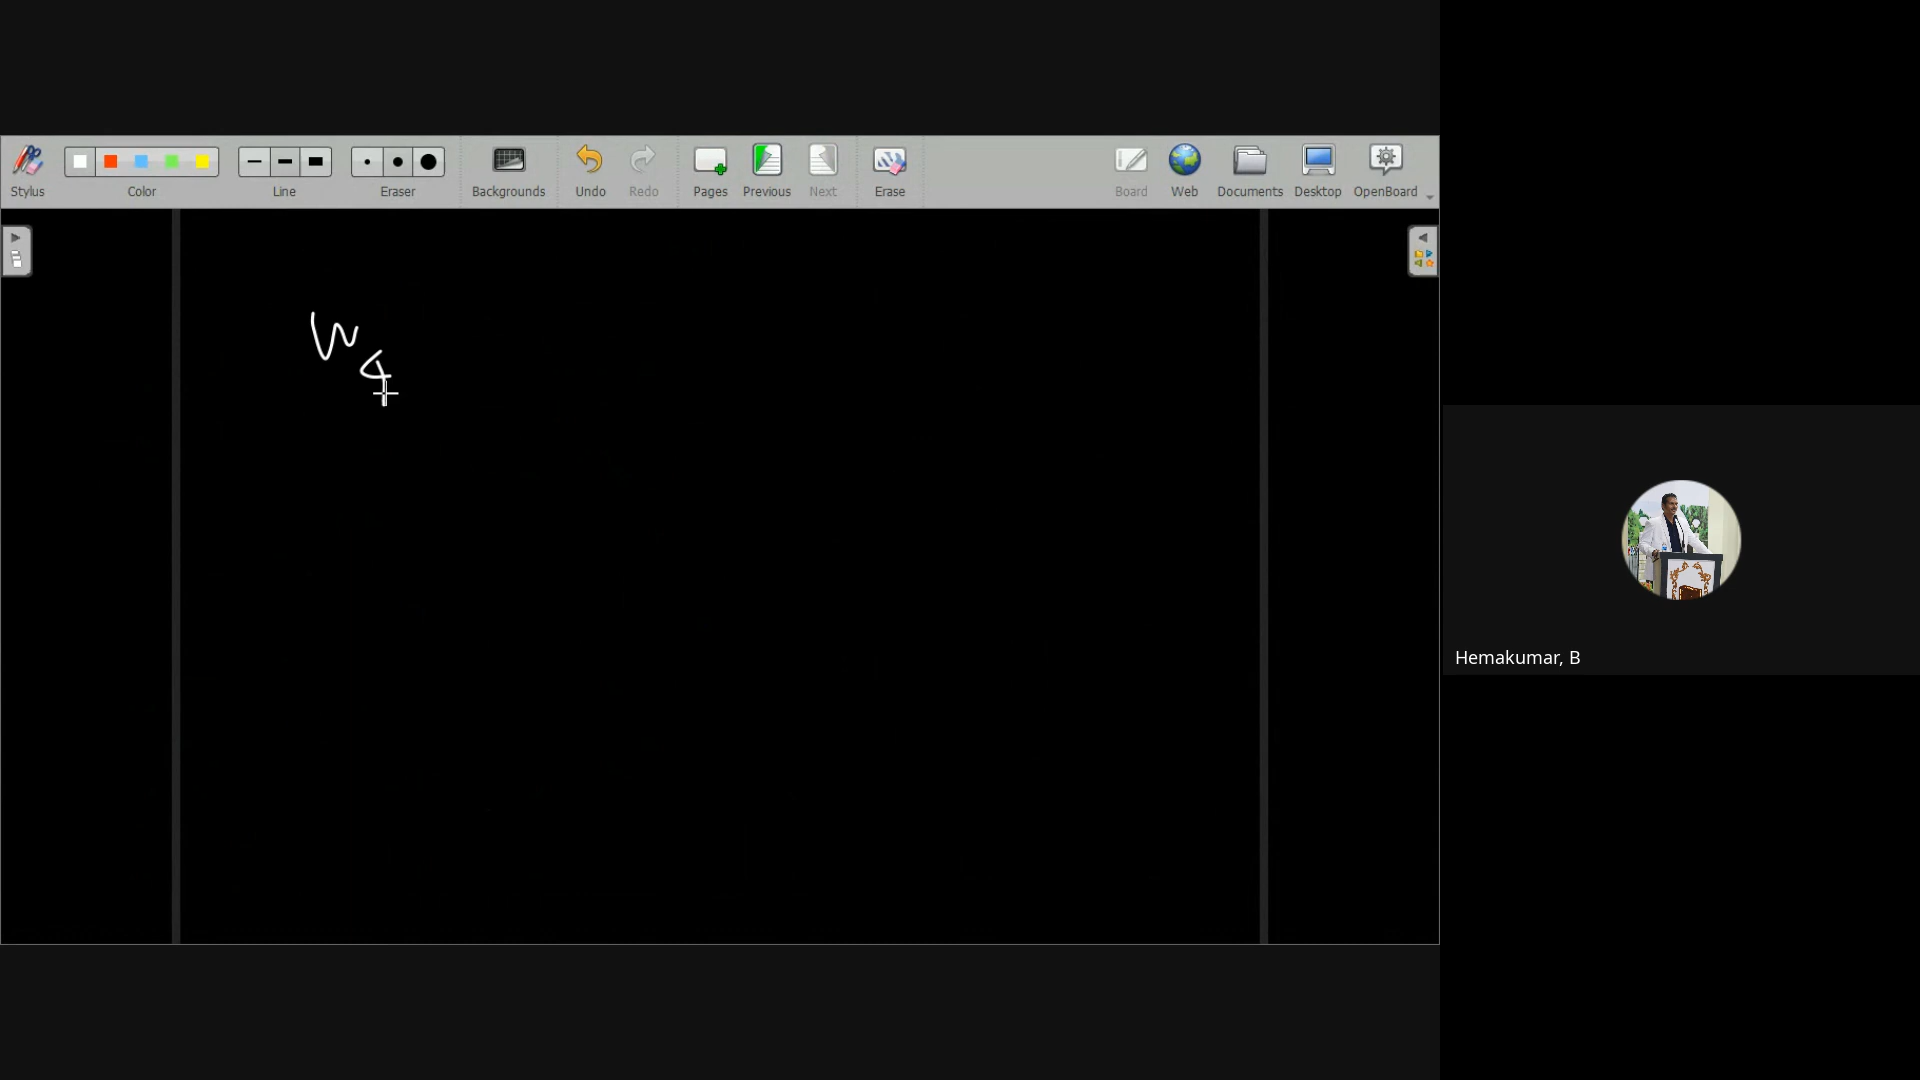 Stylus Color Line Eraser Backgrounds Undo Redo Pages Previous Next Erase Board Web Documents Desktop OpenBoard
W4
Hemakumar, B